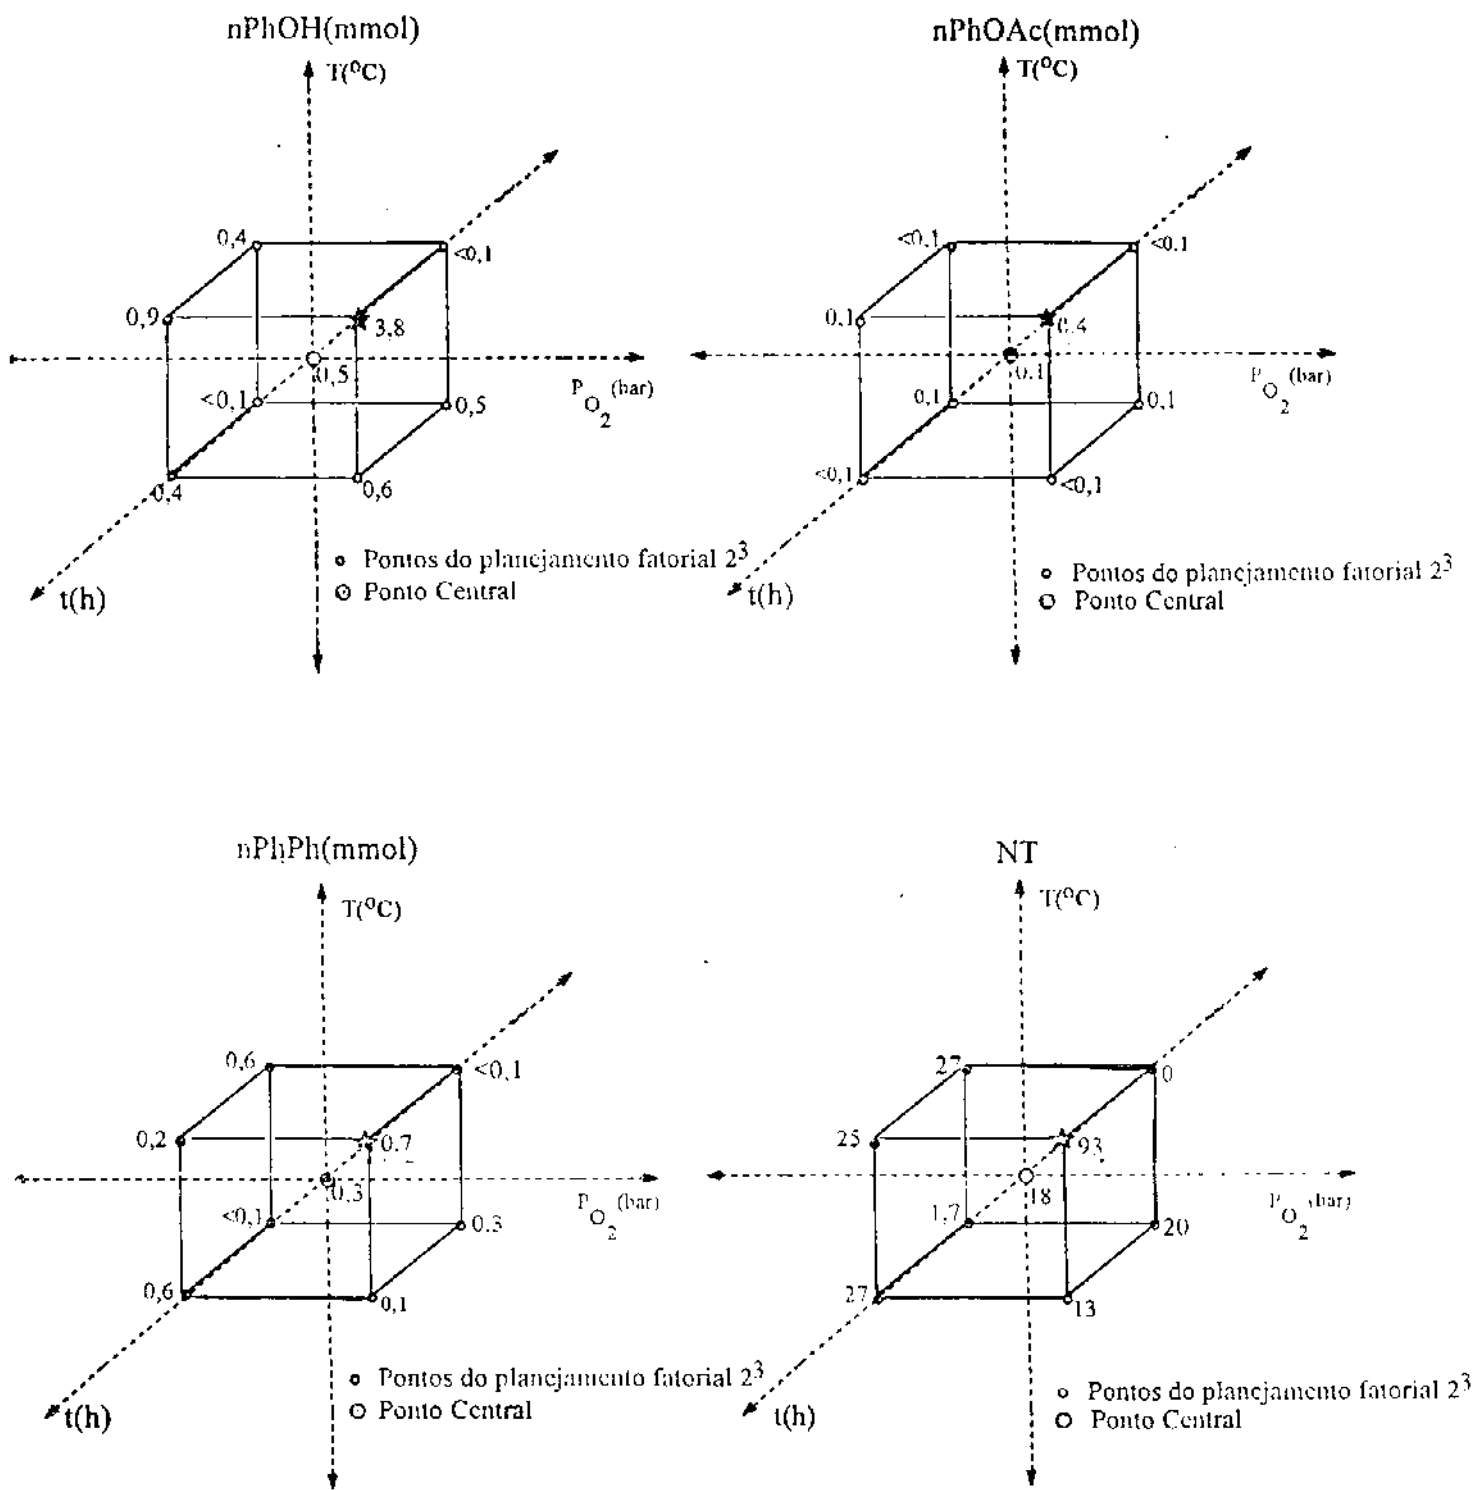 nPhOH(mmol)
T(⁰C)
0,4
<0,1
0,9
3,8
0,5
P O₂ (bar)
<0,1
0,5
0,4
0,6
t(h)
Pontos do planejamento fatorial 2³
Ponto Central
nPhOAc(mmol)
T(⁰C)
<0.1
<0.1
0,1
0,4
0.1
P O₂ (bar)
0,1
0,1
<0,1
<0,1
t(h)
Pontos do planejamento fatorial 2³
Ponto Central
nPhPh(mmol)
T(⁰C)
0,6
<0,1
0,2
0.7
0.3
P O₂ (bar)
<0,1
0.3
0,6
0,1
t(h)
Pontos do planejamento fatorial 2³
Ponto Central
NT
T(⁰C)
27
0
25
93
18
P O₂ (bar)
1,7
20
27
13
t(h)
Pontos do planejamento fatorial 2³
Ponto Central